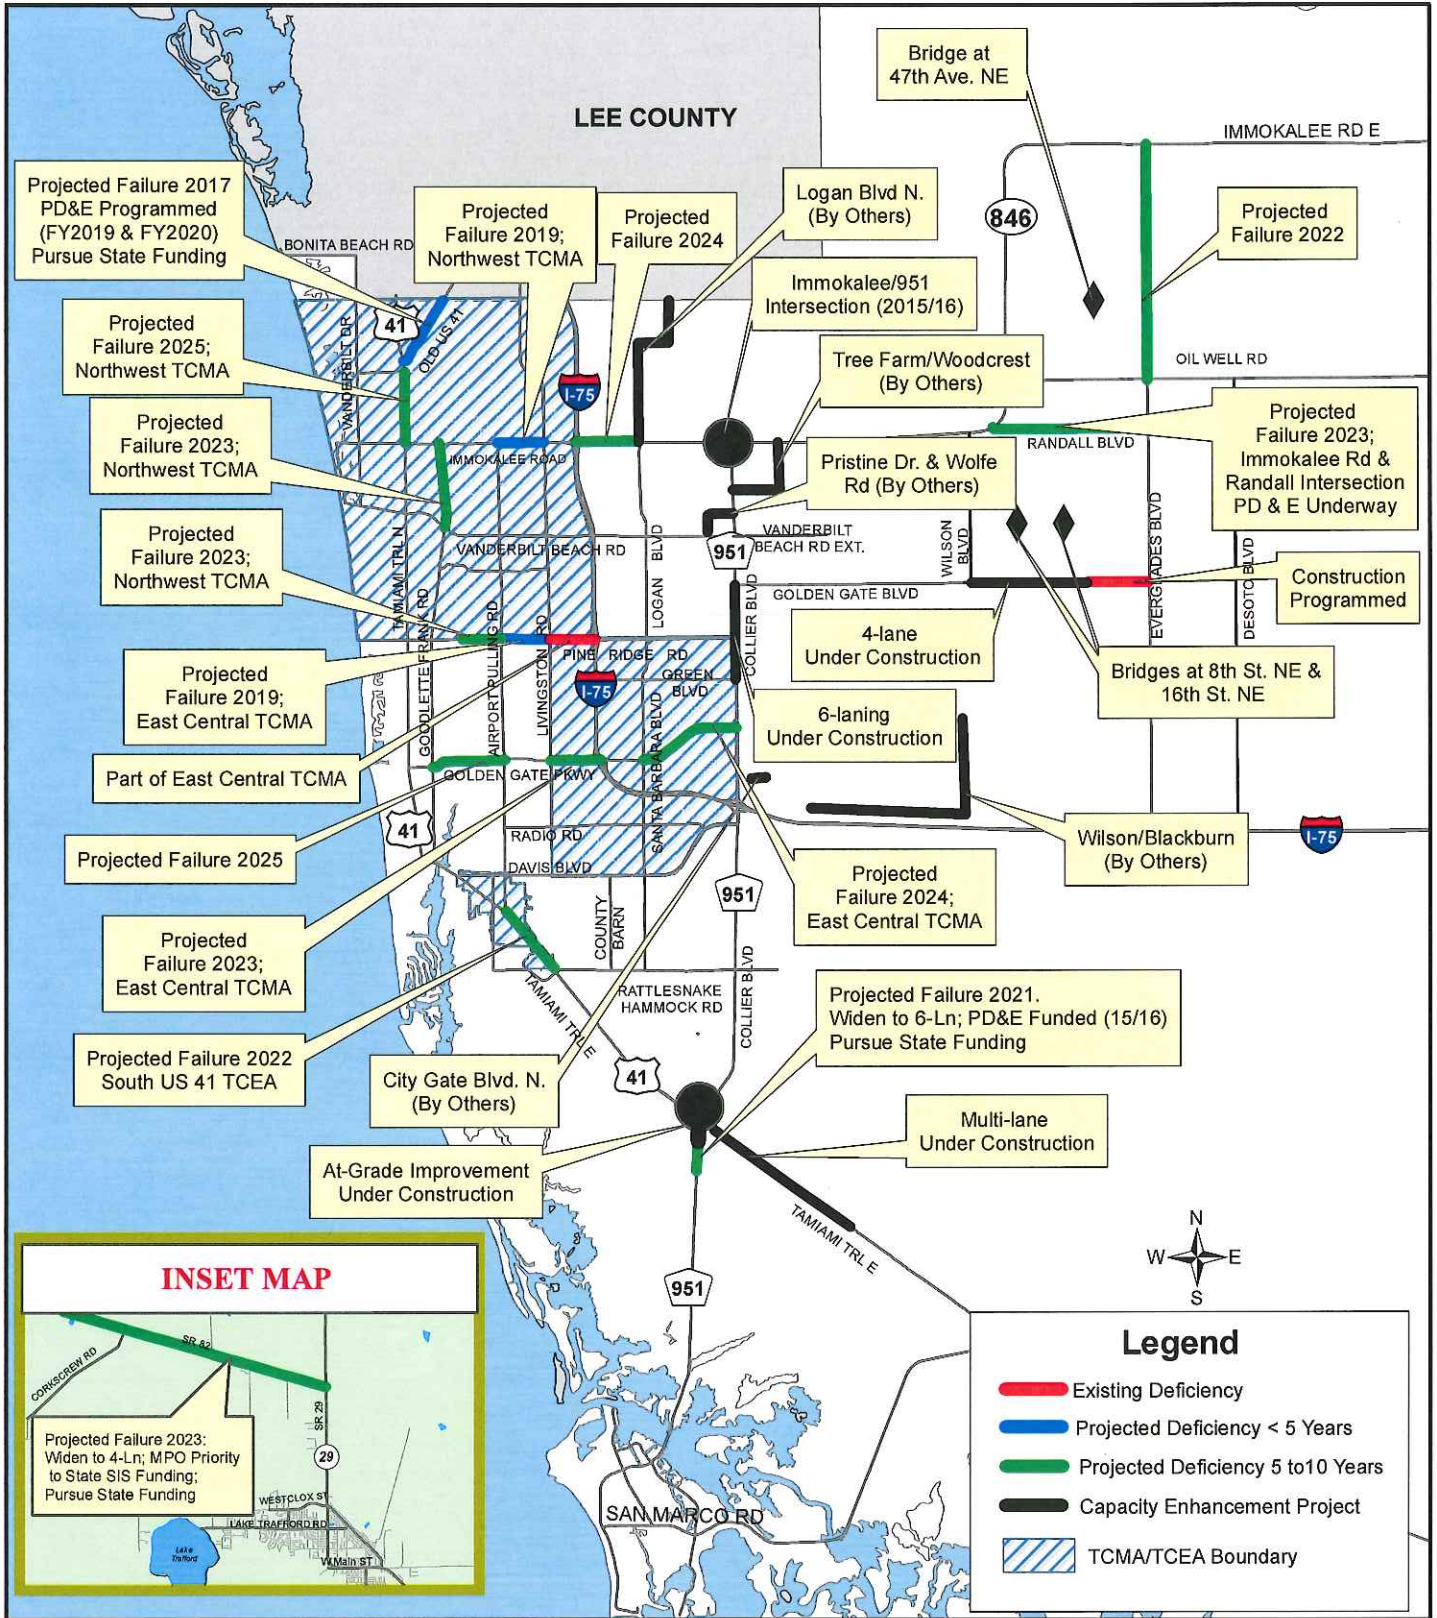 LEE COUNTY
Bridge at
47th Ave. NE
IMMOKALEE RD E
846
Projected Failure 2017
PD&E Programmed
(FY2019 & FY2020)
Pursue State Funding
BONITA BEACH RD
Projected
Failure 2019;
Northwest TCMA
Projected
Failure 2024
Logan Blvd N.
(By Others)
Projected
Failure 2022
Immokalee/951
Intersection (2015/16)
41
OLD US 41
VANDERBILT DR
Projected
Failure 2025;
Northwest TCMA
I-75
Tree Farm/Woodcrest
(By Others)
OIL WELL RD
Projected
Failure 2023;
Northwest TCMA
IMMOKALEE ROAD
Pristine Dr. & Wolfe
Rd (By Others)
RANDALL BLVD
Projected
Failure 2023;
Immokalee Rd &
Randall Intersection
PD & E Underway
Projected
Failure 2023;
Northwest TCMA
TAMIAMI TRL N
VANDERBILT BEACH RD
LOGAN BLVD
951
VANDERBILT
BEACH RD EXT.
WILSON
BLVD
EVERGLADES BLVD
DESOTO BLVD
GOLDEN GATE BLVD
Construction
Programmed
4-lane
Under Construction
Bridges at 8th St. NE &
16th St. NE
Projected
Failure 2019;
East Central TCMA
GOODLETTE FRANK RD
AIRPORT PULLING RD
LIVINGSTON RD
PINE RIDGE RD
GREEN
BLVD
COLLIER BLVD
I-75
6-laning
Under Construction
Part of East Central TCMA
GOLDEN GATE PKWY
SANTA BARBARA BLVD
41
RADIO RD
DAVIS BLVD
Projected Failure 2025
I-75
Wilson/Blackburn
(By Others)
951
Projected
Failure 2024;
East Central TCMA
Projected
Failure 2023;
East Central TCMA
COUNTY
BARN
RATTLESNAKE
HAMMOCK RD
COLLIER BLVD
TAMIAMI TRL E
Projected Failure 2021.
Widen to 6-Ln; PD&E Funded (15/16)
Pursue State Funding
Projected Failure 2022
South US 41 TCEA
City Gate Blvd. N.
(By Others)
41
Multi-lane
Under Construction
At-Grade Improvement
Under Construction
TAMIAMI TRL E
951
N
W E
S
SAN MARCO RD
INSET MAP
SR 82
CORKSCREW RD
SR 29
29
Projected Failure 2023:
Widen to 4-Ln; MPO Priority
to State SIS Funding;
Pursue State Funding
WESTCLOX ST
LAKE TRAFFORD RD
Lake
Trafford
W Main ST
Legend
Existing Deficiency
Projected Deficiency < 5 Years
Projected Deficiency 5 to10 Years
Capacity Enhancement Project
TCMA/TCEA Boundary